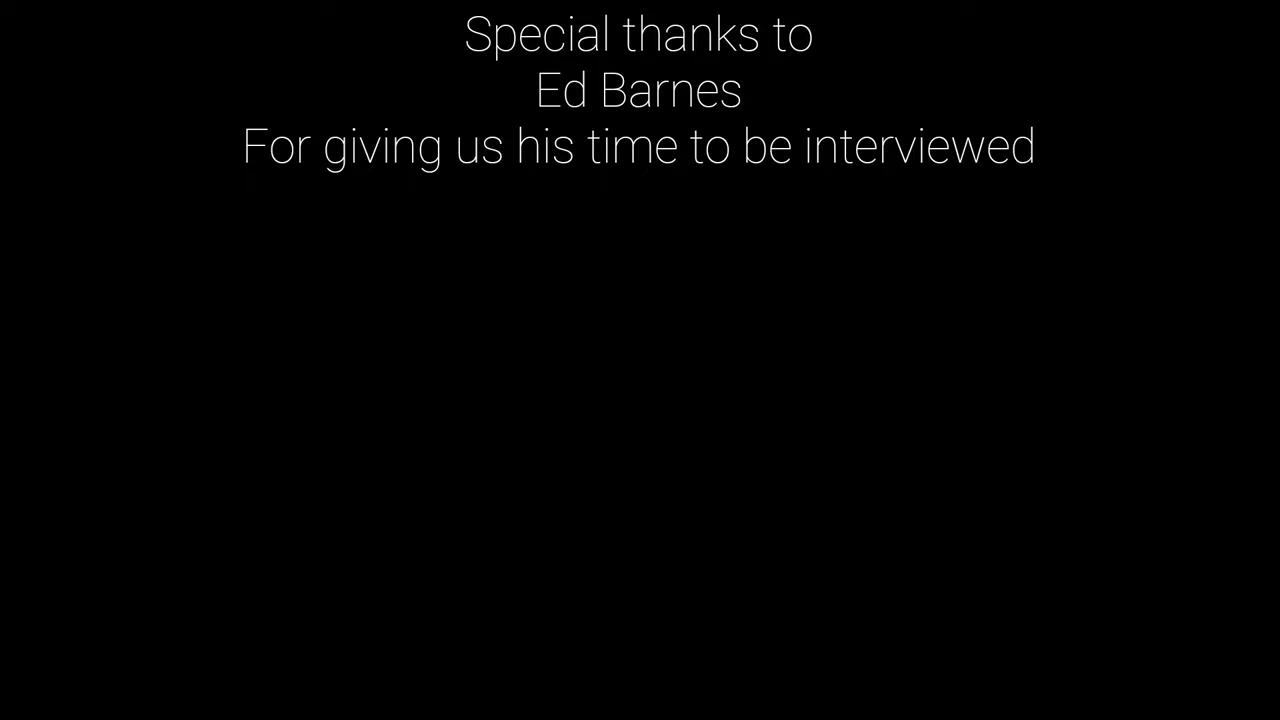 Special thanks to
Ed Barnes
For giving us his time to be interviewed